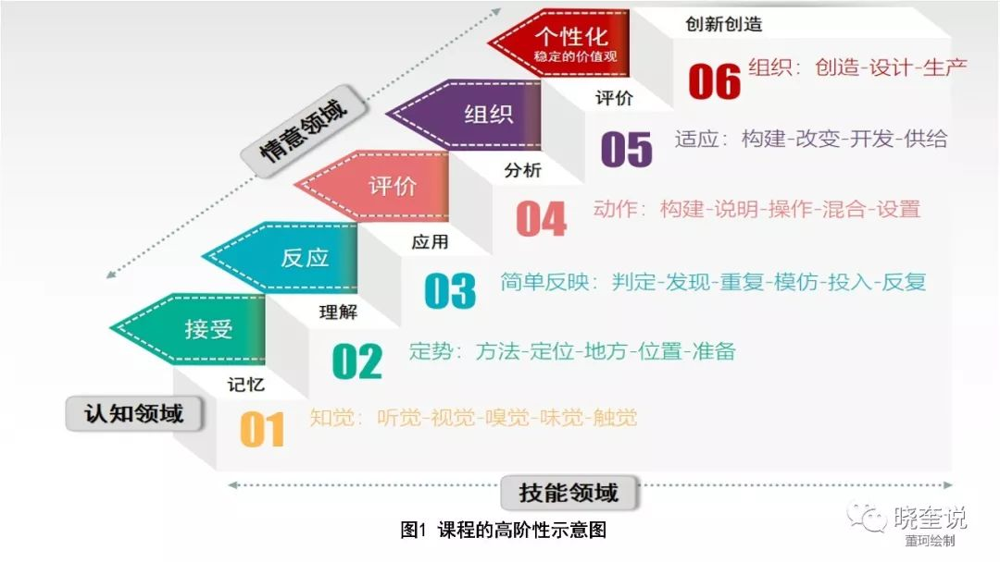 个性化
稳定的价值观
创新创造
06 组织：创造-设计-生产
情意领域
组织
评价
05 适应：构建-改变-开发-供给
评价
分析
04 动作：构建-说明-操作-混合-设置
反应
应用
03 简单反映：判定-发现-重复-模仿-投入-反复
接受
理解
02 定势：方法-定位-地方-位置-准备
记忆
认知领域
01 知觉：听觉-视觉-嗅觉-味觉-触觉
技能领域
图1 课程的高阶性示意图
晓奎说
董珂绘制